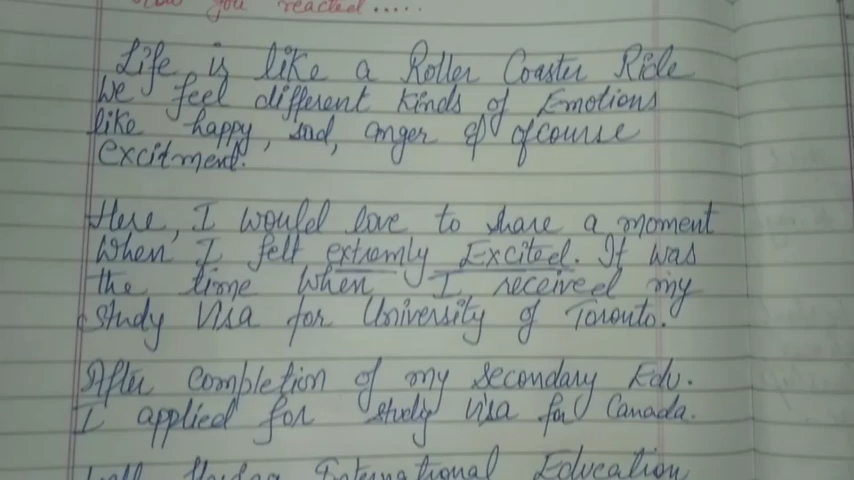 you reacted.....
Life is like a Roller Coaster Ride
We feel different kinds of Emotions
like happy, sad, anger & ofcourse
excitment.
Here, I would love to share a moment
When I felt extremly Excited. It was
the time when I received my
study Visa for University of Toronto.
After completion of my secondary Edu.
I applied for study visa for Canada.
International Education